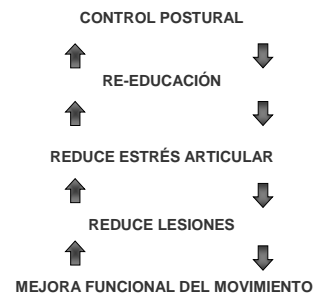 CONTROL POSTURAL
RE-EDUCACIÓN
REDUCE ESTRÉS ARTICULAR
REDUCE LESIONES
MEJORA FUNCIONAL DEL MOVIMIENTO